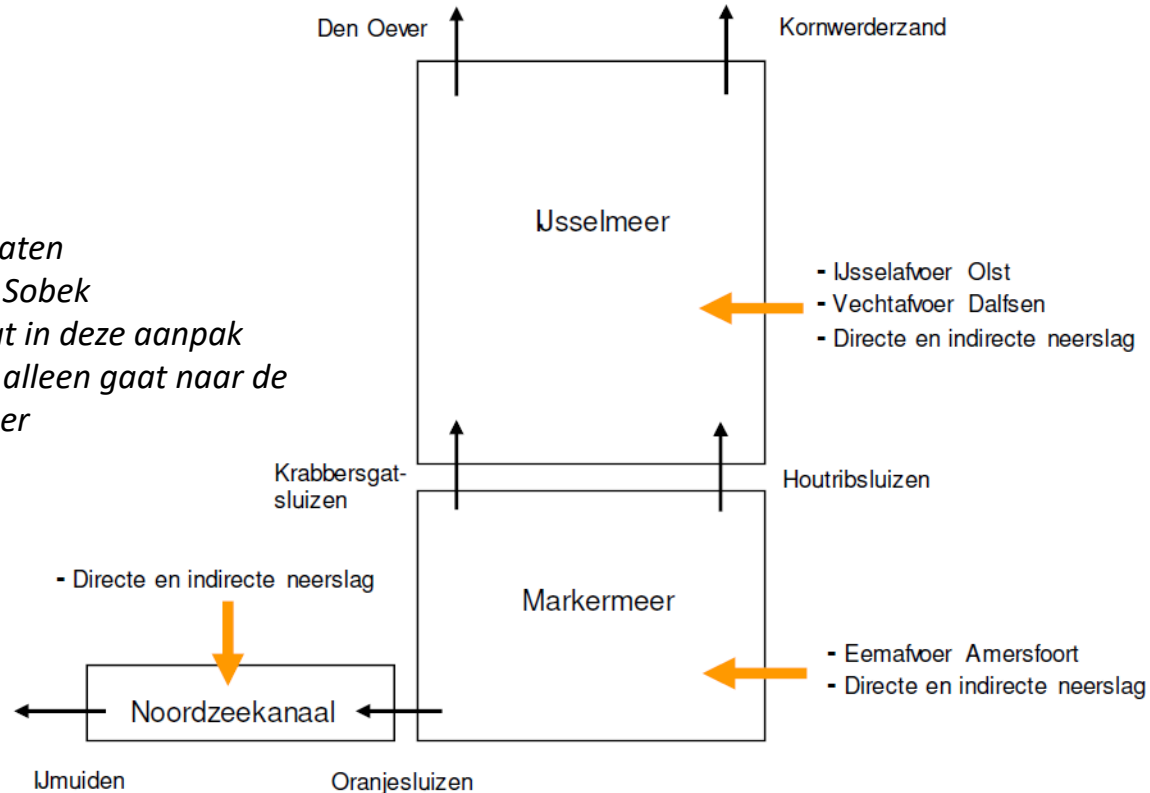 Den Oever
Kornwerderzand
IJsselmeer
aten
Sobek
t in deze aanpak
alleen gaat naar de
er
- IJsselafvoer Olst
- Vechtafvoer Dalfsen
- Directe en indirecte neerslag
Krabbersgat-
sluizen
Houtribsluizen
- Directe en indirecte neerslag
Markermeer
- Eemafvoer Amersfoort
- Directe en indirecte neerslag
Noordzeekanaal
IJmuiden
Oranjesluizen